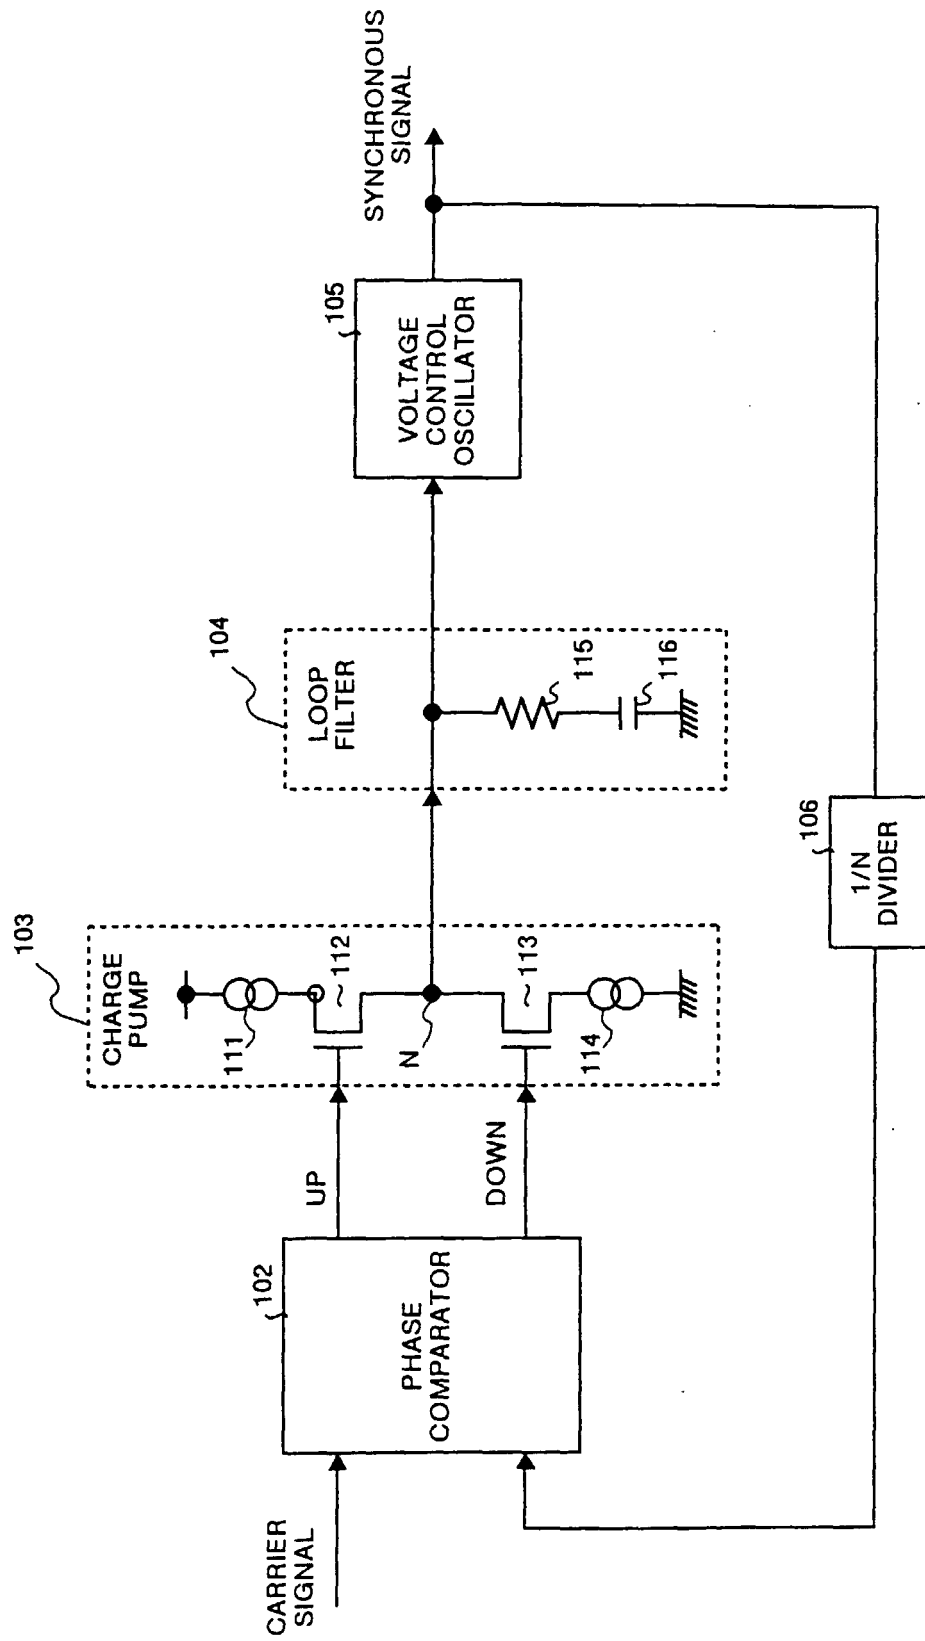 CARRIER
SIGNAL
102
PHASE
COMPARATOR
UP
DOWN
103
CHARGE
PUMP
111
112
N
113
114
104
LOOP
FILTER
115
116
105
VOLTAGE
CONTROL
OSCILLATOR
SYNCHRONOUS
SIGNAL
106
1/N
DIVIDER